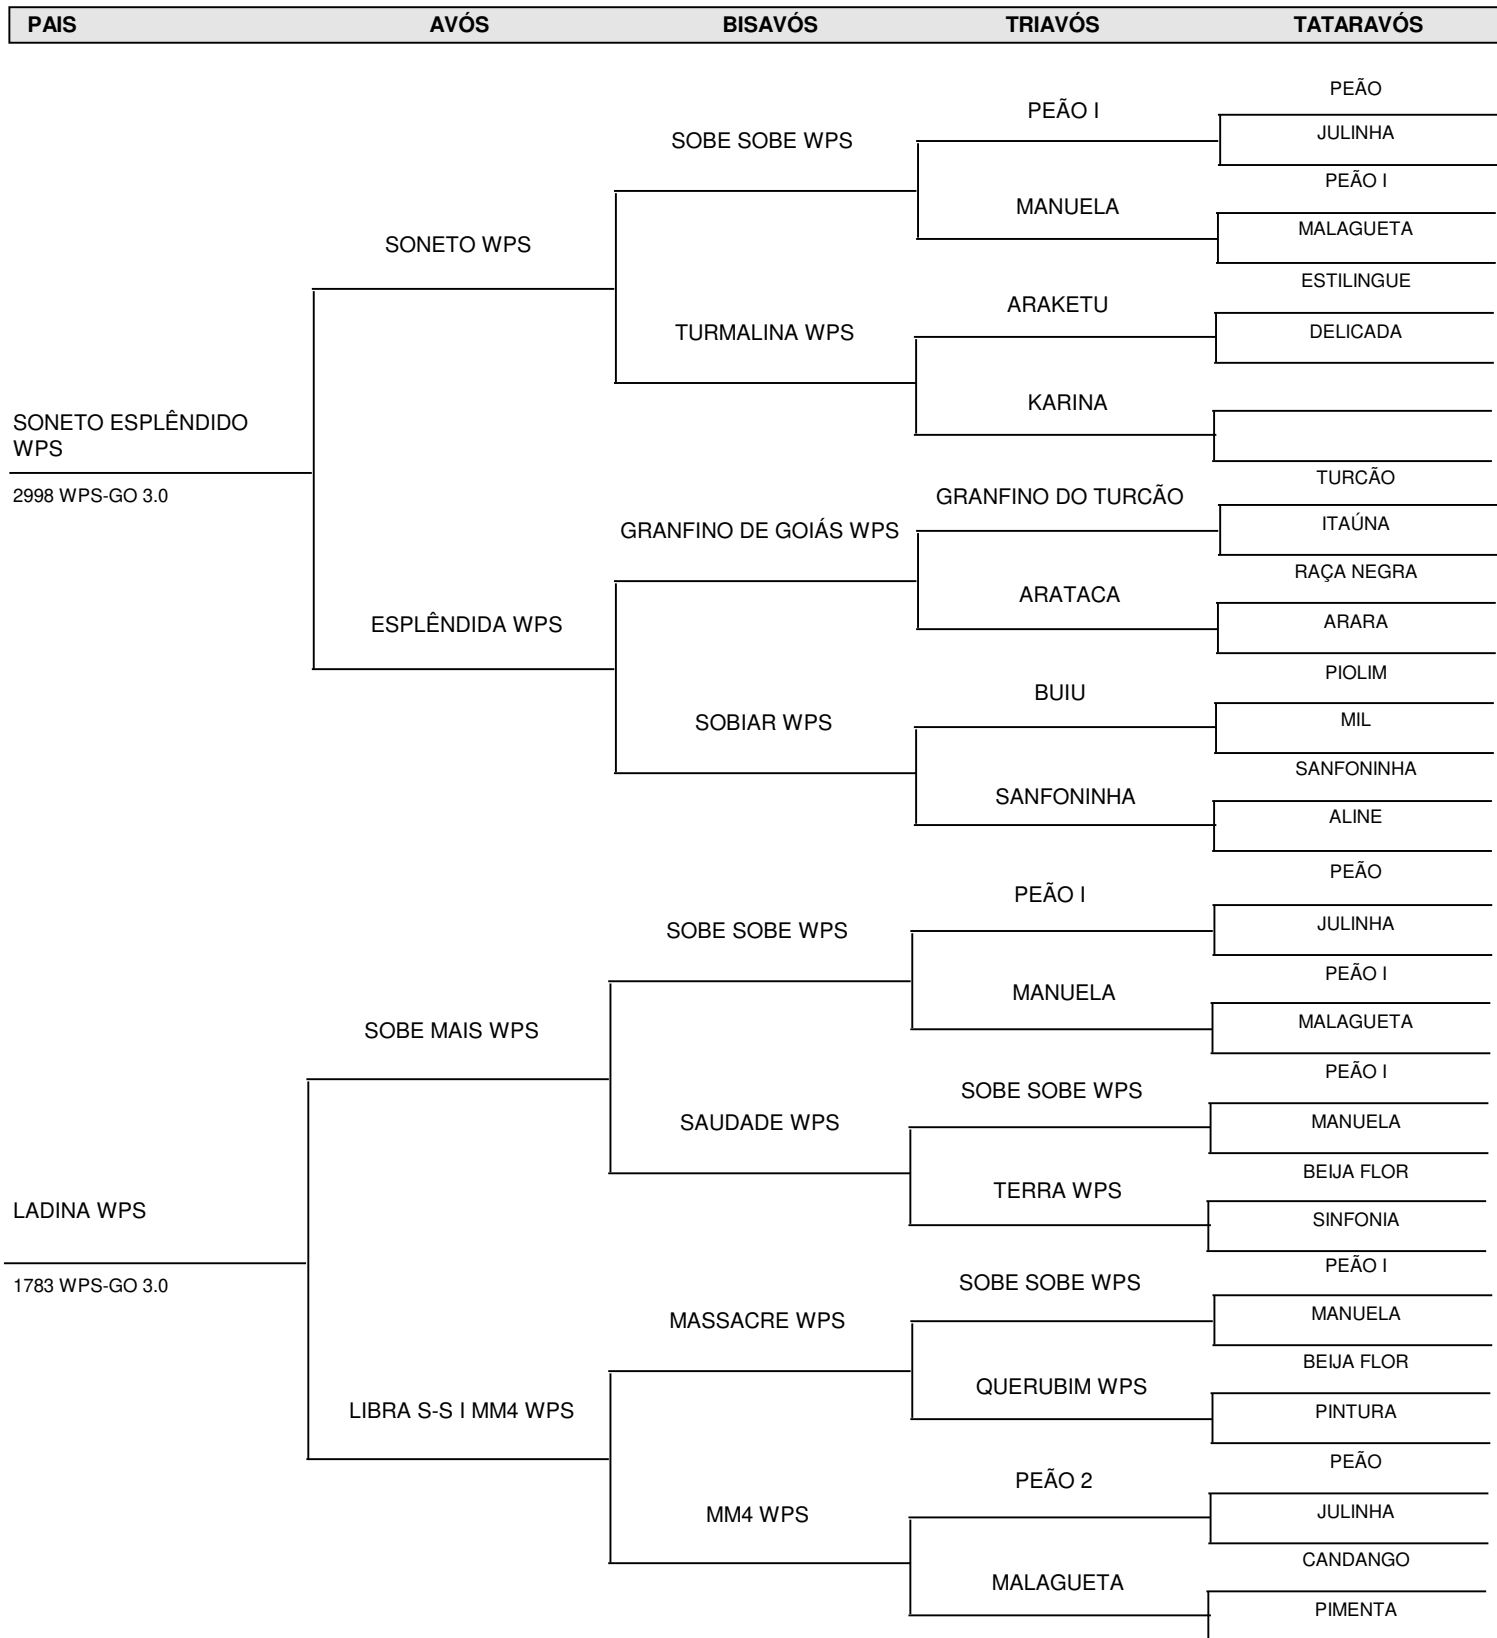 PAIS AVÓS BISAVÓS TRIAVÓS TATARAVÓS
PEÃO
PEÃO I
JULINHA
SOBE SOBE WPS
PEÃO I
MANUELA
MALAGUETA
SONETO WPS
ESTILINGUE
ARAKETU
TURMALINA WPS
DELICADA
KARINA
SONETO ESPLÊNDIDO
WPS
TURCÃO
2998 WPS-GO 3.0
GRANFINO DO TURCÃO
ITAÚNA
GRANFINO DE GOIÁS WPS
RAÇA NEGRA
ARATACA
ARARA
ESPLÊNDIDA WPS
PIOLIM
BUIU
MIL
SOBIAR WPS
SANFONINHA
SANFONINHA
ALINE
PEÃO
PEÃO I
JULINHA
SOBE SOBE WPS
PEÃO I
MANUELA
MALAGUETA
SOBE MAIS WPS
PEÃO I
SOBE SOBE WPS
MANUELA
SAUDADE WPS
BEIJA FLOR
TERRA WPS
LADINA WPS
SINFONIA
PEÃO I
SOBE SOBE WPS
1783 WPS-GO 3.0
MANUELA
MASSACRE WPS
BEIJA FLOR
QUERUBIM WPS
LIBRA S-S I MM4 WPS
PINTURA
PEÃO
PEÃO 2
JULINHA
MM4 WPS
CANDANGO
MALAGUETA
PIMENTA